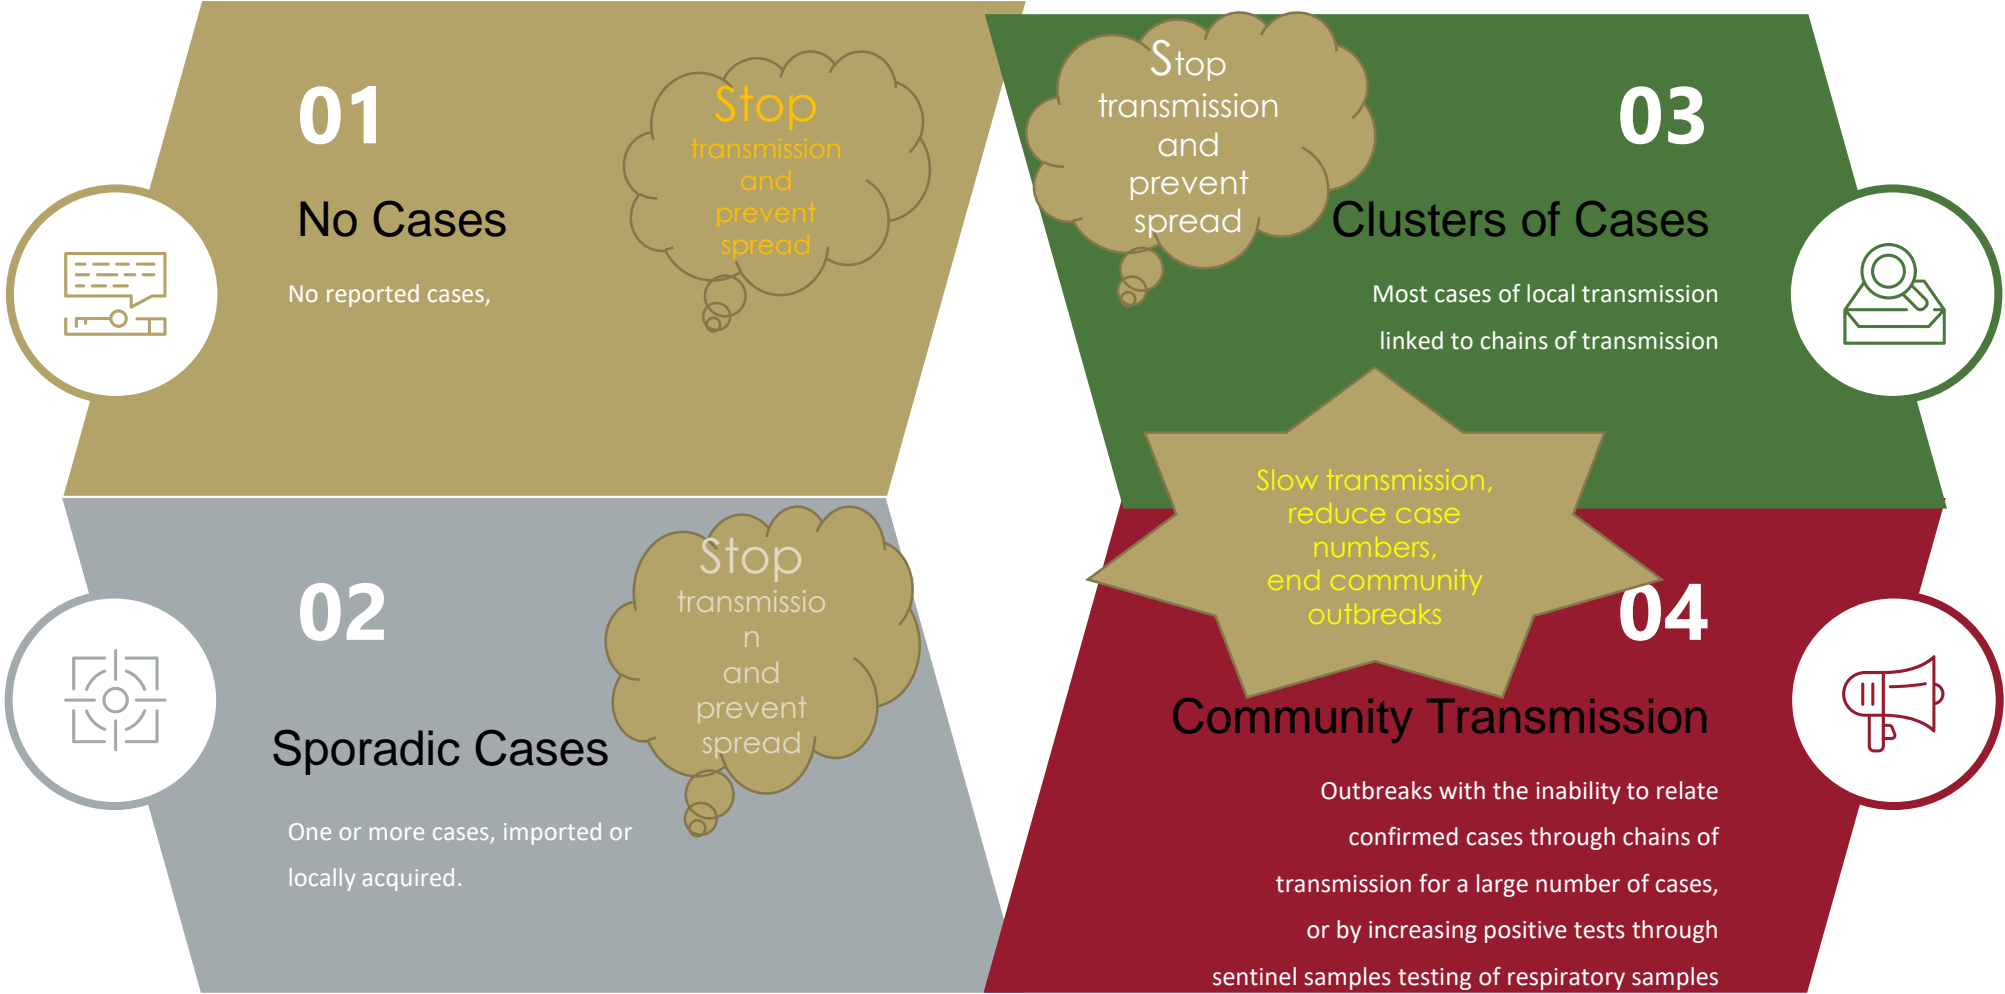 01
No Cases
No reported cases,
Stop
transmission
and
prevent
spread
02
Sporadic Cases
One or more cases, imported or
locally acquired.
Stop
transmissio
n
and
prevent
spread
Stop
transmission
and
prevent
spread
03
Clusters of Cases
Most cases of local transmission
linked to chains of transmission
Slow transmission,
reduce case
numbers,
end community
outbreaks
04
Community Transmission
Outbreaks with the inability to relate
confirmed cases through chains of
transmission for a large number of cases,
or by increasing positive tests through
sentinel samples testing of respiratory samples